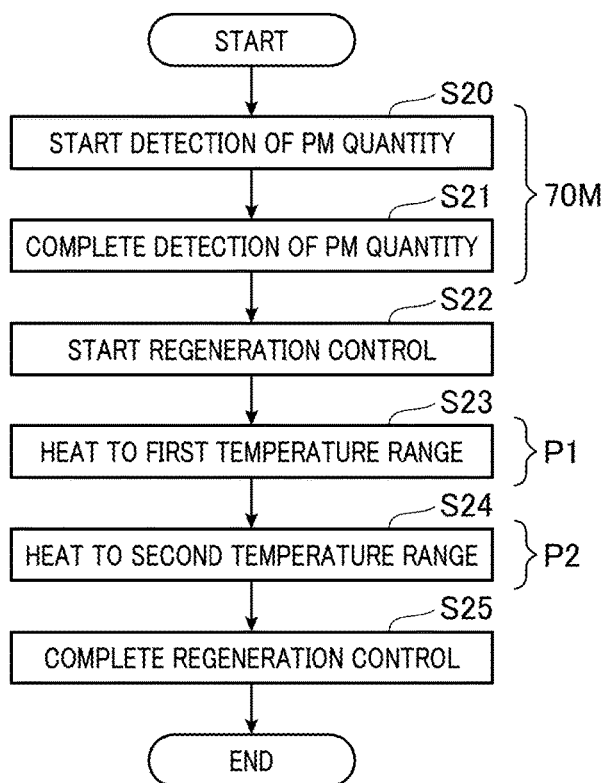 START
S20
START DETECTION OF PM QUANTITY
S21
COMPLETE DETECTION OF PM QUANTITY
70M
S22
START REGENERATION CONTROL
S23
HEAT TO FIRST TEMPERATURE RANGE
P1
S24
HEAT TO SECOND TEMPERATURE RANGE
P2
S25
COMPLETE REGENERATION CONTROL
END